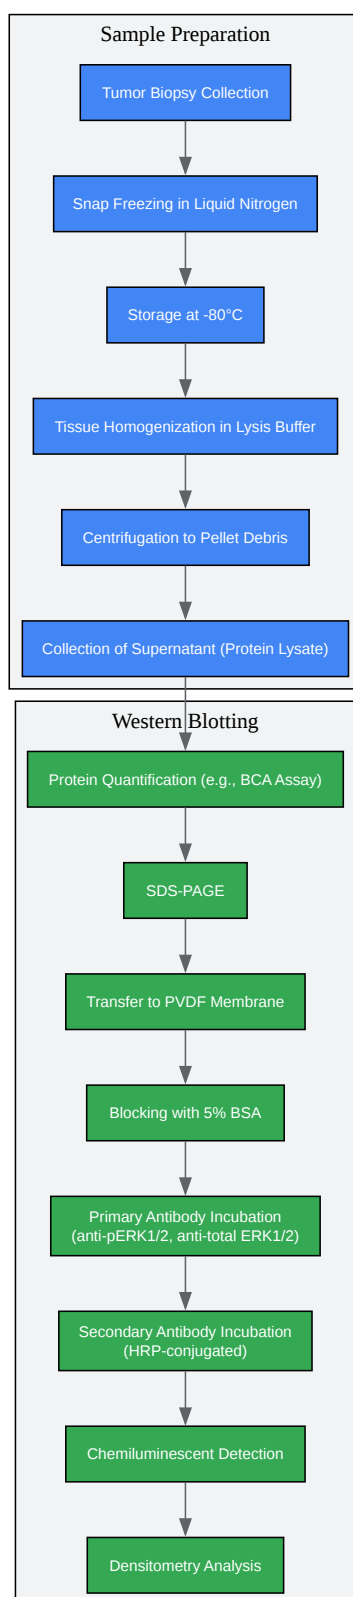 Sample Preparation
Tumor Biopsy Collection
Snap Freezing in Liquid Nitrogen
Storage at -80°C
Tissue Homogenization in Lysis Buffer
Centrifugation to Pellet Debris
Collection of Supernatant (Protein Lysate)
Western Blotting
Protein Quantification (e.g., BCA Assay)
SDS-PAGE
Transfer to PVDF Membrane
Blocking with 5% BSA
Primary Antibody Incubation
(anti-pERK1/2, anti-total ERK1/2)
Secondary Antibody Incubation
(HRP-conjugated)
Chemiluminescent Detection
Densitometry Analysis